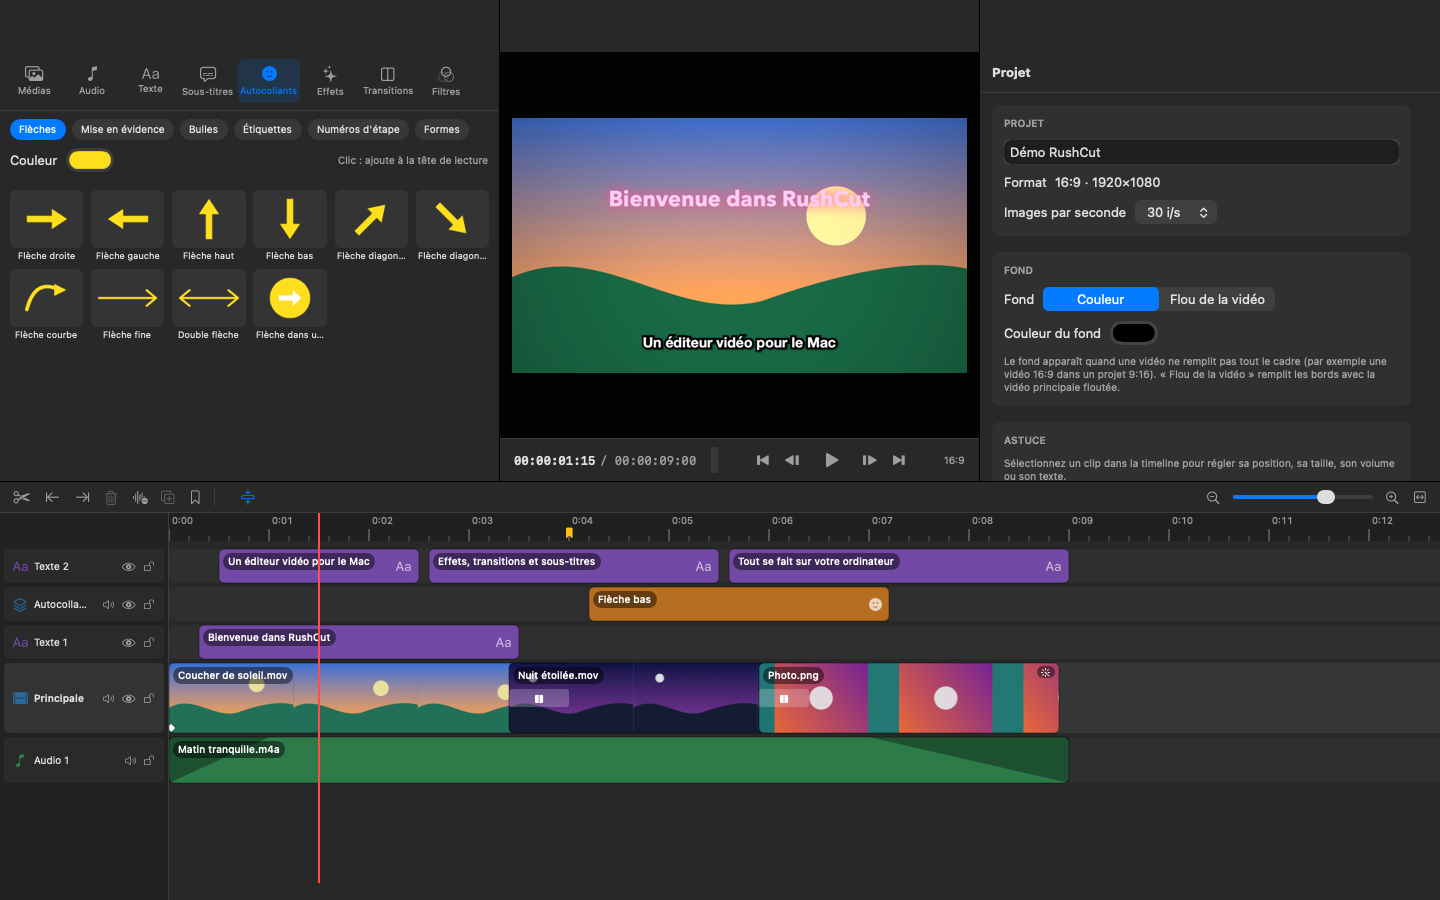 Médias
Audio
Aa
Texte
Sous-titres
Autocollants
Effets
Transitions
Filtres
Flèches
Mise en évidence
Bulles
Étiquettes
Numéros d'étape
Formes
Couleur
Clic : ajoute à la tête de lecture
Flèche droite
Flèche gauche
Flèche haut
Flèche bas
Flèche diagon...
Flèche diagon...
Flèche courbe
Flèche fine
Double flèche
Flèche dans u...
Bienvenue dans RushCut
Un éditeur vidéo pour le Mac
00:00:01:15 / 00:00:09:00
16:9
Projet
PROJET
Démo RushCut
Format 16:9 · 1920×1080
Images par seconde 30 i/s
FOND
Fond Couleur Flou de la vidéo
Couleur du fond
Le fond apparaît quand une vidéo ne remplit pas tout le cadre (par exemple une
vidéo 16:9 dans un projet 9:16). « Flou de la vidéo » remplit les bords avec la
vidéo principale floutée.
ASTUCE
Sélectionnez un clip dans la timeline pour régler sa position, sa taille, son volume
ou son texte.
0:00 0:01 0:02 0:03 0:04 0:05 0:06 0:07 0:08 0:09 0:10 0:11 0:12
Aa Texte 2
Un éditeur vidéo pour le Mac Aa
Effets, transitions et sous-titres Aa
Tout se fait sur votre ordinateur Aa
Autocolla...
Flèche bas
Aa Texte 1
Bienvenue dans RushCut Aa
Principale
Coucher de soleil.mov
Nuit étoilée.mov
Photo.png
Audio 1
Matin tranquille.m4a